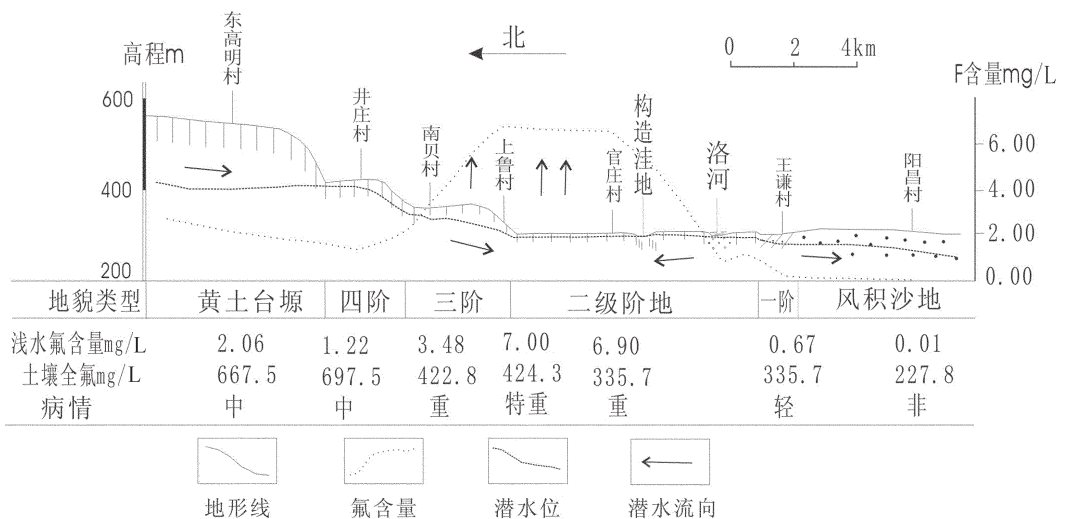 北
0 2 4km
高程m
F含量mg/L
600
400
200
6.00
4.00
2.00
0.00
东高明村
井庄村
南贝村
上鲁村
官庄村
构造洼地
洛河
王谦村
阳昌村
地貌类型 黄土台塬 四阶 三阶 二级阶地 一阶 风积沙地
浅水氟含量mg/L 2.06 1.22 3.48 7.00 6.90 0.67 0.01
土壤全氟mg/L 667.5 697.5 422.8 424.3 335.7 335.7 227.8
病情 中 中 重 特重 重 轻 非
地形线 氟含量 潜水位 潜水流向